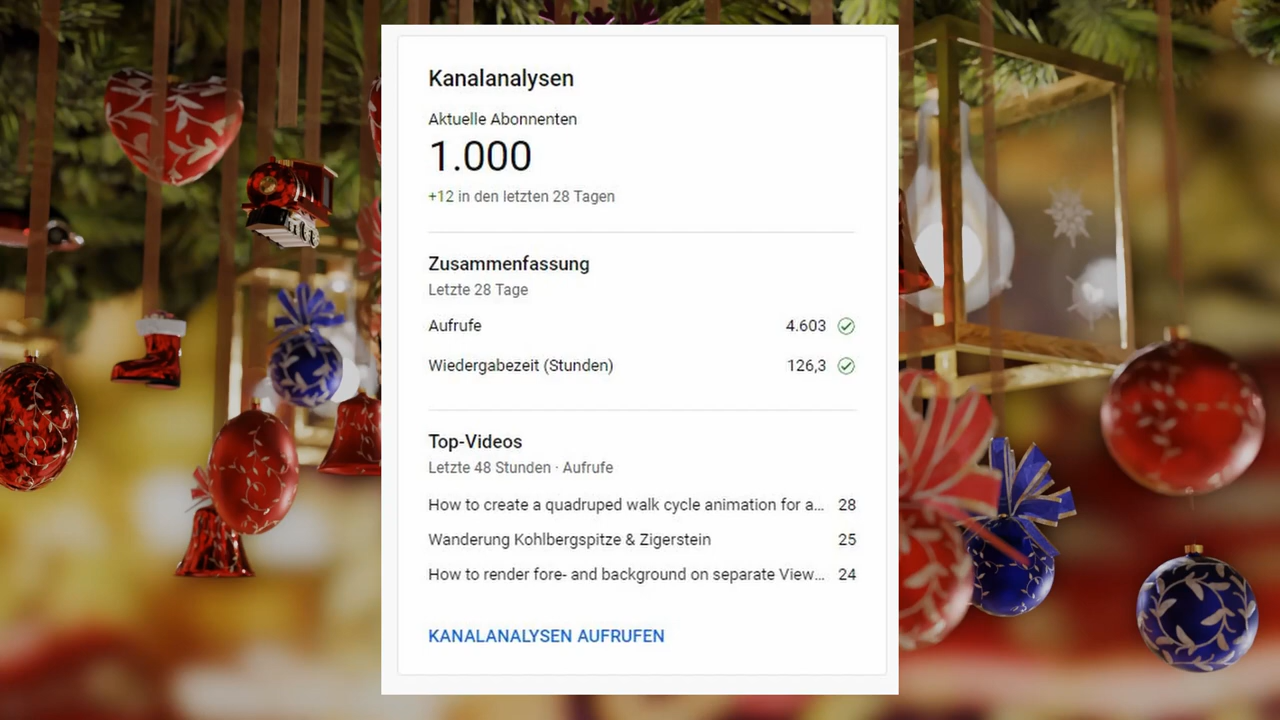 Kanalanalysen
Aktuelle Abonnenten
1.000
+12 in den letzten 28 Tagen
Zusammenfassung
Letzte 28 Tage
Aufrufe 4.603
Wiedergabezeit (Stunden) 126,3
Top-Videos
Letzte 48 Stunden · Aufrufe
How to create a quadruped walk cycle animation for a... 28
Wanderung Kohlbergspitze & Zigerstein 25
How to render fore- and background on separate View... 24
KANALANALYSEN AUFRUFEN